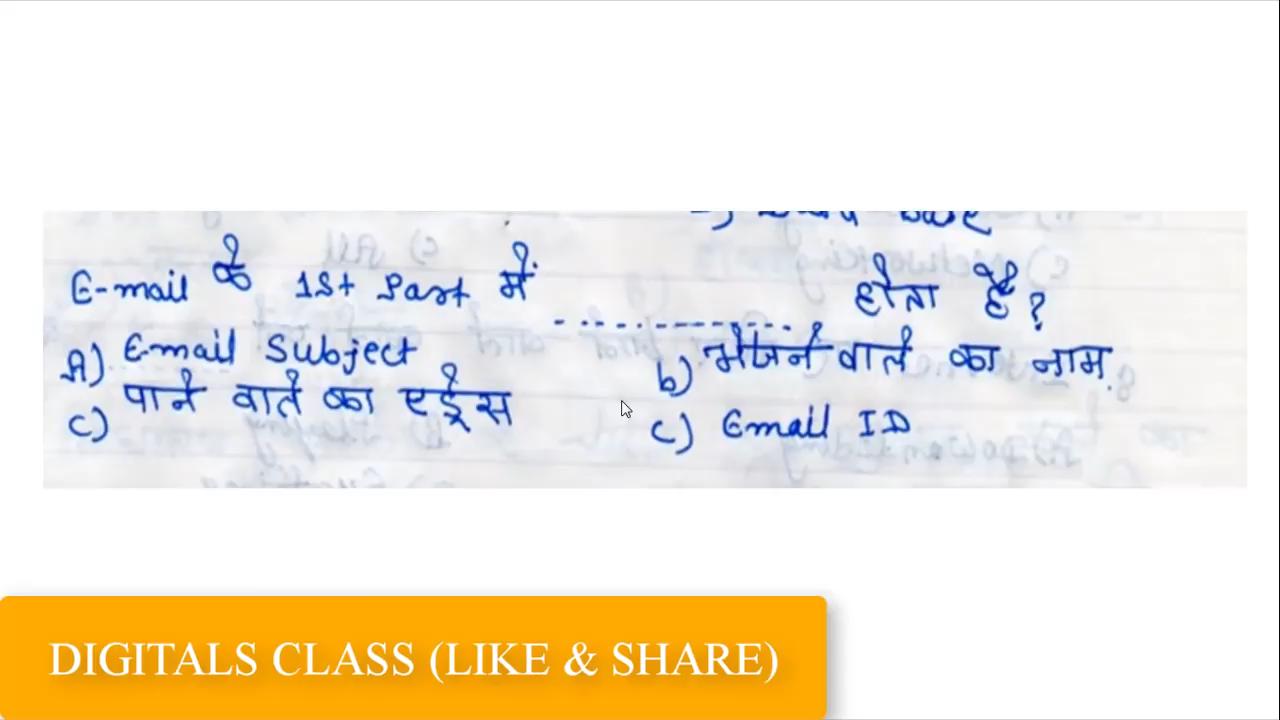 E-mail के 1st Part में ------------ होता है?
A) E-mail Subject b) भेजने वाले का नाम.
c) पाने वाले का एड्रेस c) Email ID
DIGITALS CLASS (LIKE & SHARE)